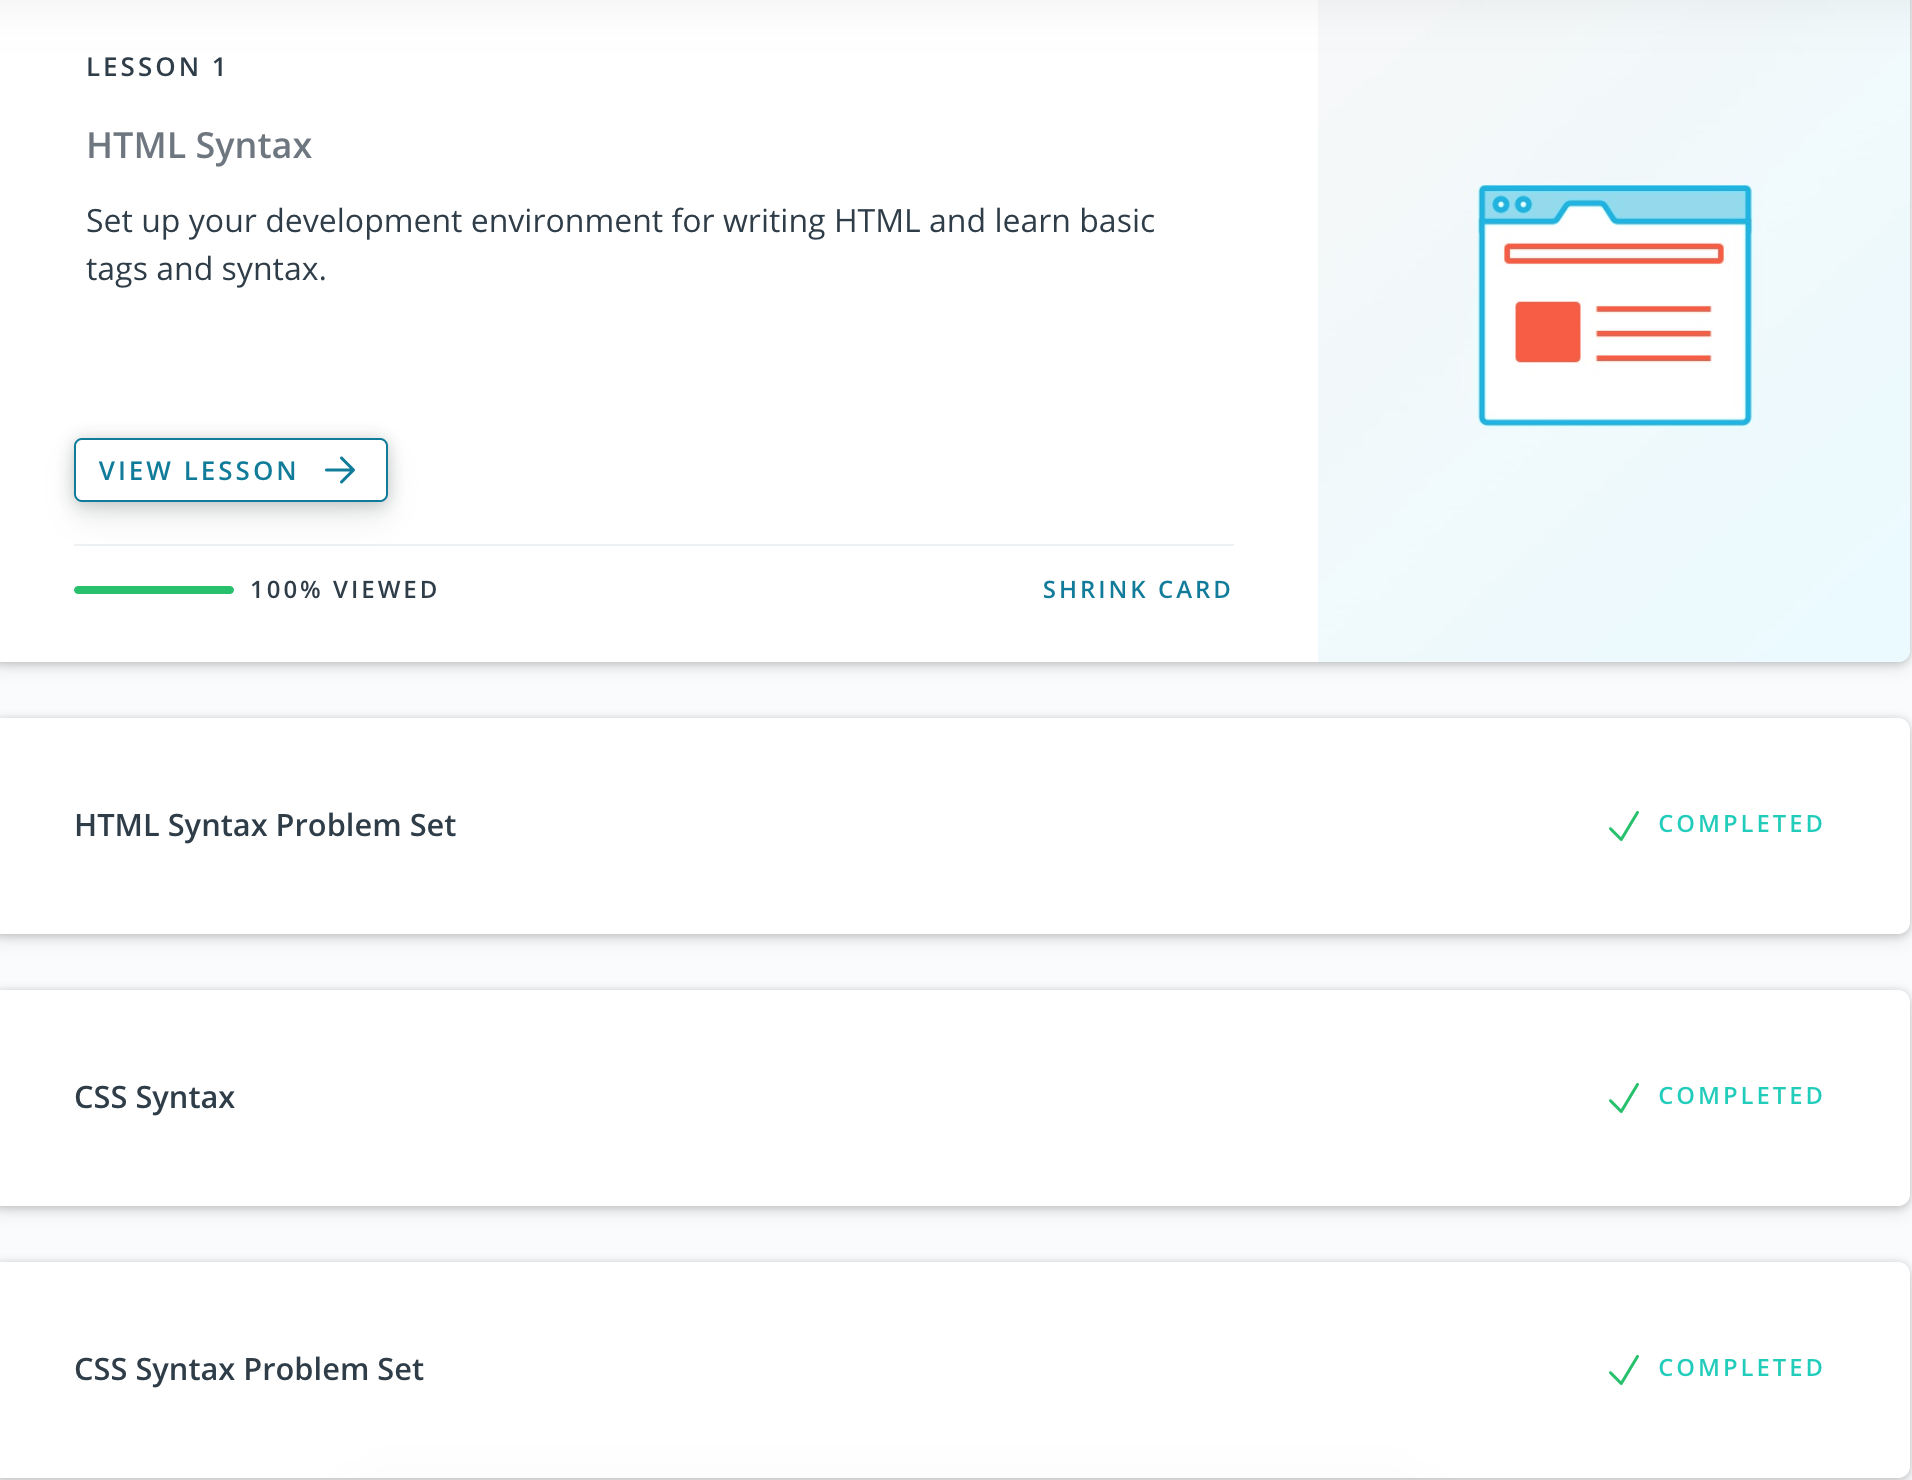 LESSON 1
HTML Syntax
Set up your development environment for writing HTML and learn basic
tags and syntax.
VIEW LESSON
100% VIEWED
SHRINK CARD
HTML Syntax Problem Set
COMPLETED
CSS Syntax
COMPLETED
CSS Syntax Problem Set
COMPLETED